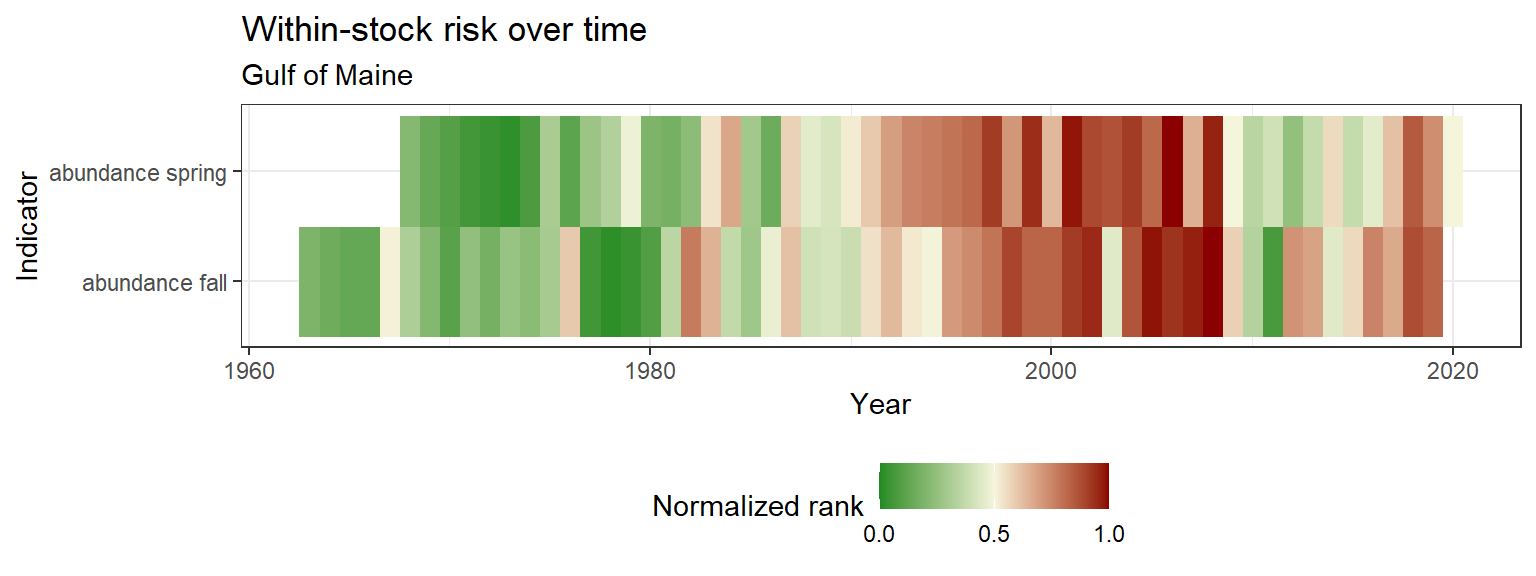 Within-stock risk over time
Gulf of Maine
Indicator
abundance spring
abundance fall
1960 1980 2000 2020
Year
Normalized rank
0.0 0.5 1.0